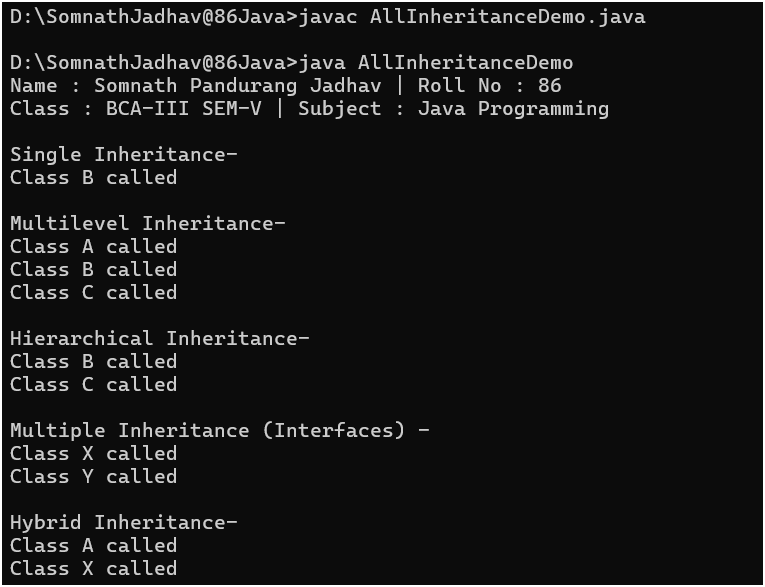 D:\SomnathJadhav@86Java>javac AllInheritanceDemo.java
D:\SomnathJadhav@86Java>java AllInheritanceDemo
Name : Somnath Pandurang Jadhav | Roll No : 86
Class : BCA-III SEM-V | Subject : Java Programming
Single Inheritance-
Class B called
Multilevel Inheritance-
Class A called
Class B called
Class C called
Hierarchical Inheritance-
Class B called
Class C called
Multiple Inheritance (Interfaces) -
Class X called
Class Y called
Hybrid Inheritance-
Class A called
Class X called